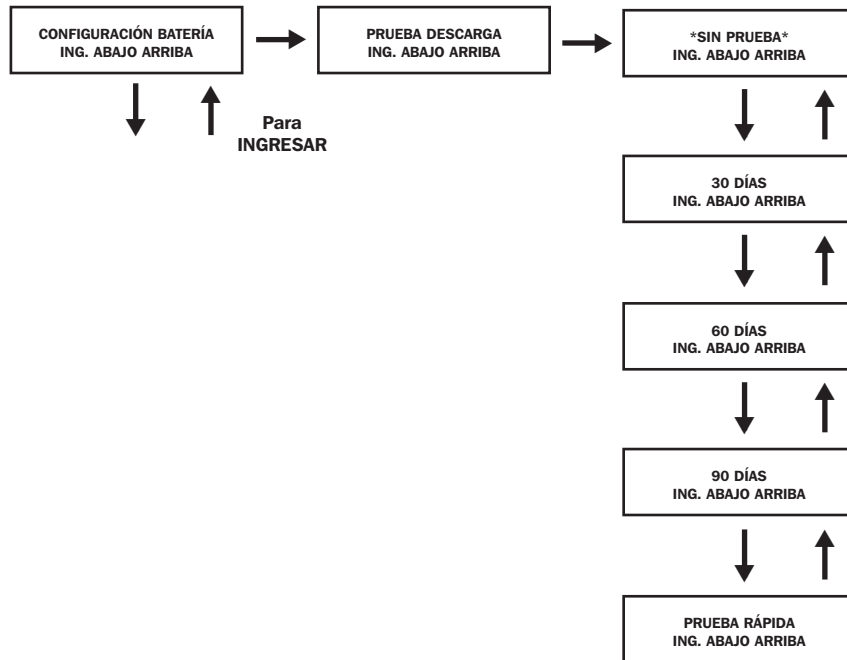 CONFIGURACIÓN BATERÍA
ING. ABAJO ARRIBA
PRUEBA DESCARGA
ING. ABAJO ARRIBA
*SIN PRUEBA*
ING. ABAJO ARRIBA
Para
INGRESAR
30 DÍAS
ING. ABAJO ARRIBA
60 DÍAS
ING. ABAJO ARRIBA
90 DÍAS
ING. ABAJO ARRIBA
PRUEBA RÁPIDA
ING. ABAJO ARRIBA